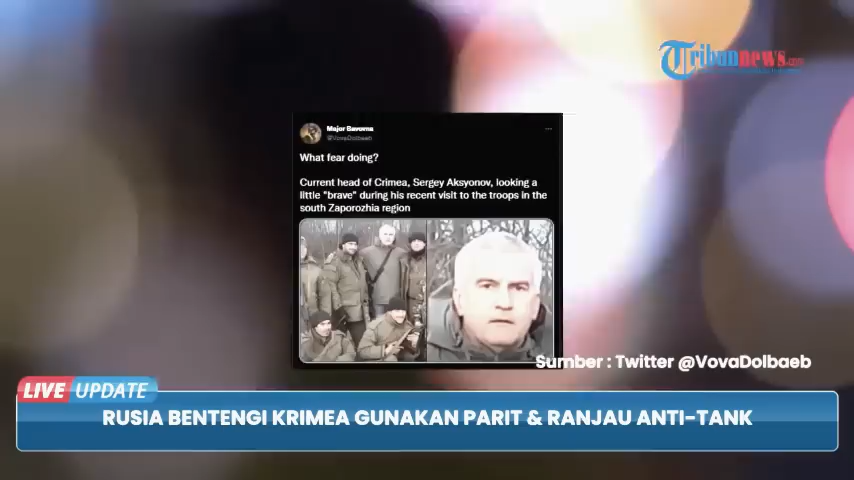 Tribunnews.com
Major Savorna
@VovaDolbaeb
What fear doing?
Current head of Crimea, Sergey Aksyonov, looking a
little "brave" during his recent visit to the troops in the
south Zaporozhia region
Sumber : Twitter @VovaDolbaeb
LIVE UPDATE
RUSIA BENTENGI KRIMEA GUNAKAN PARIT & RANJAU ANTI-TANK